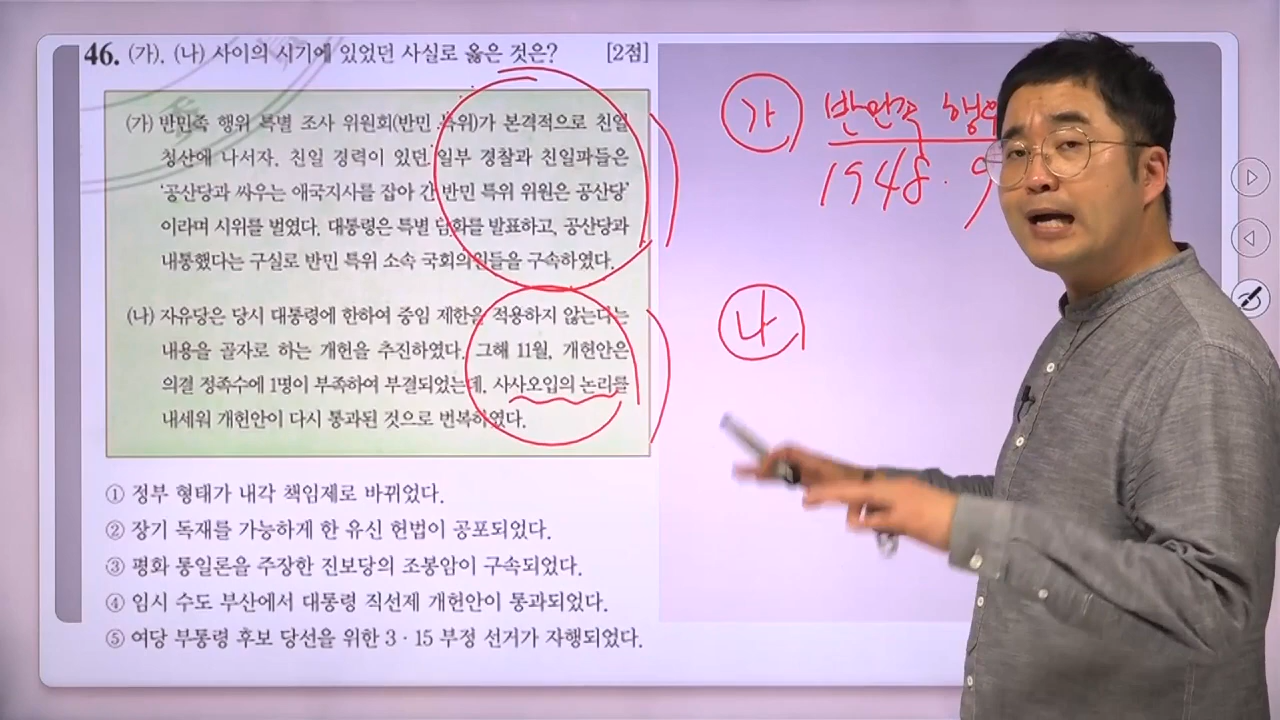 46. (가), (나) 사이의 시기에 있었던 사실로 옳은 것은? [2점]
(가) 반민족 행위 특별 조사 위원회(반민 특위)가 본격적으로 친일
청산에 나서자, 친일 경력이 있던 일부 경찰과 친일파들은
‘공산당과 싸우는 애국지사를 잡아 간 반민 특위 위원은 공산당’
이라며 시위를 벌였다. 대통령은 특별 담화를 발표하고, 공산당과
내통했다는 구실로 반민 특위 소속 국회의원들을 구속하였다.
(나) 자유당은 당시 대통령에 한하여 중임 제한을 적용하지 않는다는
내용을 골자로 하는 개헌을 추진하였다. 그해 11월, 개헌안은
의결 정족수에 1명이 부족하여 부결되었는데, 사사오입의 논리를
내세워 개헌안이 다시 통과된 것으로 번복하였다.
① 정부 형태가 내각 책임제로 바뀌었다.
② 장기 독재를 가능하게 한 유신 헌법이 공포되었다.
③ 평화 통일론을 주장한 진보당의 조봉암이 구속되었다.
④ 임시 수도 부산에서 대통령 직선제 개헌안이 통과되었다.
⑤ 여당 부통령 후보 당선을 위한 3·15 부정 선거가 자행되었다.
가 반민족 행위
1948. 9
나